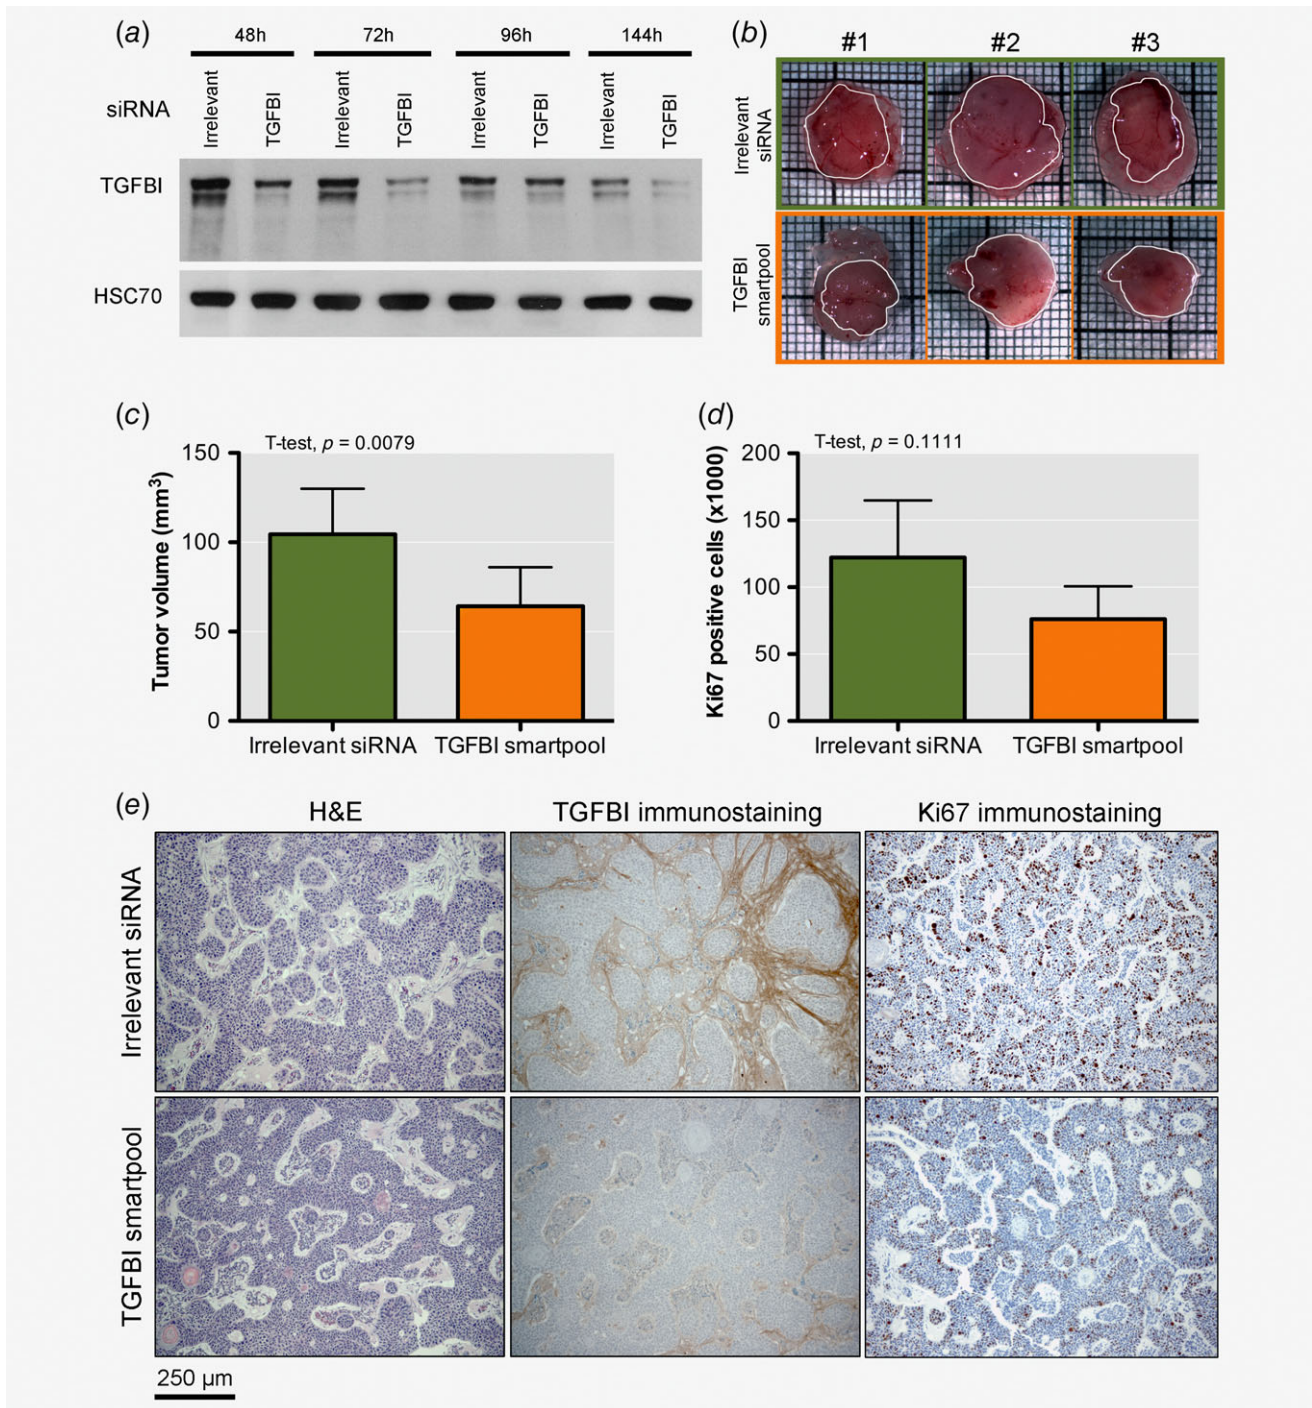 (a)
48h
72h
96h
144h
siRNA
Irrelevant
TGFBI
Irrelevant
TGFBI
Irrelevant
TGFBI
Irrelevant
TGFBI
TGFBI
HSC70
(b)
#1
#2
#3
Irrelevant
siRNA
TGFBI
smartpool
(c)
T-test, p = 0.0079
Tumor volume (mm³)
150
100
50
0
Irrelevant siRNA
TGFBI smartpool
(d)
T-test, p = 0.1111
Ki67 positive cells (x1000)
200
150
100
50
0
Irrelevant siRNA
TGFBI smartpool
(e)
H&E
TGFBI immunostaining
Ki67 immunostaining
Irrelevant siRNA
TGFBI smartpool
250 µm